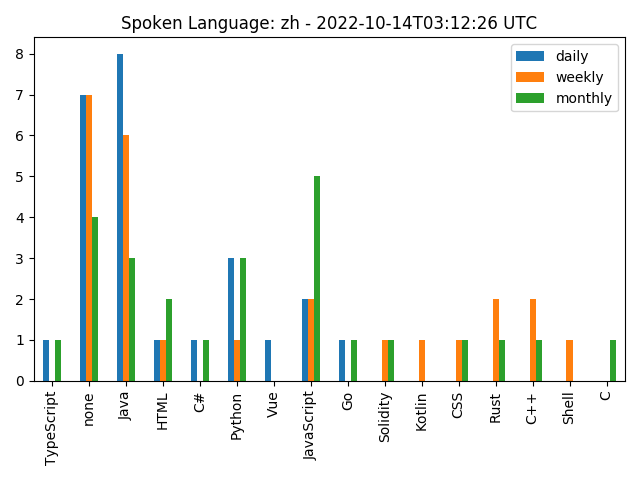 Spoken Language: zh - 2022-10-14T03:12:26 UTC
daily
weekly
monthly
8
7
6
5
4
3
2
1
0
TypeScript
none
Java
HTML
C#
Python
Vue
JavaScript
Go
Solidity
Kotlin
CSS
Rust
C++
Shell
C